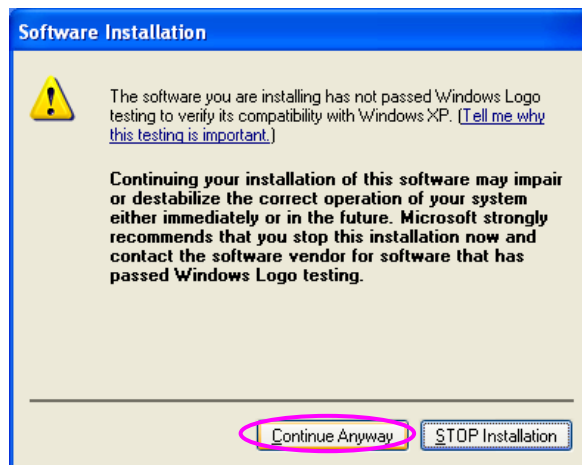 Software Installation
The software you are installing has not passed Windows Logo
testing to verify its compatibility with Windows XP. (Tell me why
this testing is important.)
Continuing your installation of this software may impair
or destabilize the correct operation of your system
either immediately or in the future. Microsoft strongly
recommends that you stop this installation now and
contact the software vendor for software that has
passed Windows Logo testing.
Continue Anyway STOP Installation